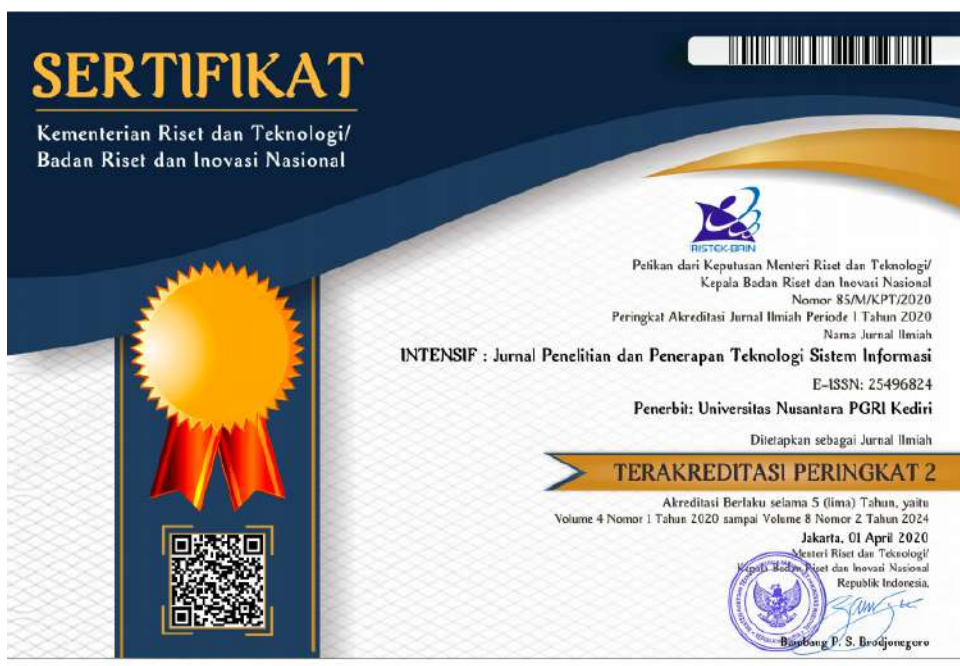 SERTIFIKAT
Kementerian Riset dan Teknologi/
Badan Riset dan Inovasi Nasional
RISTEK-BRIN
Petikan dari Keputusan Menteri Riset dan Teknologi/
Kepala Badan Riset dan Inovasi Nasional
Nomor 85/M/KPT/2020
Peringkat Akreditasi Jurnal Ilmiah Periode I Tahun 2020
Nama Jurnal Ilmiah
INTENSIF : Jurnal Penelitian dan Penerapan Teknologi Sistem Informasi
E-ISSN: 25496824
Penerbit: Universitas Nusantara PGRI Kediri
Ditetapkan sebagai Jurnal Ilmiah
TERAKREDITASI PERINGKAT 2
Akreditasi Berlaku selama 5 (lima) Tahun, yaitu
Volume 4 Nomor 1 Tahun 2020 sampai Volume 8 Nomor 2 Tahun 2024
Jakarta, 01 April 2020
Menteri Riset dan Teknologi/
Kepala Badan Riset dan Inovasi Nasional
Republik Indonesia,
Bambang P. S. Brodjonegoro